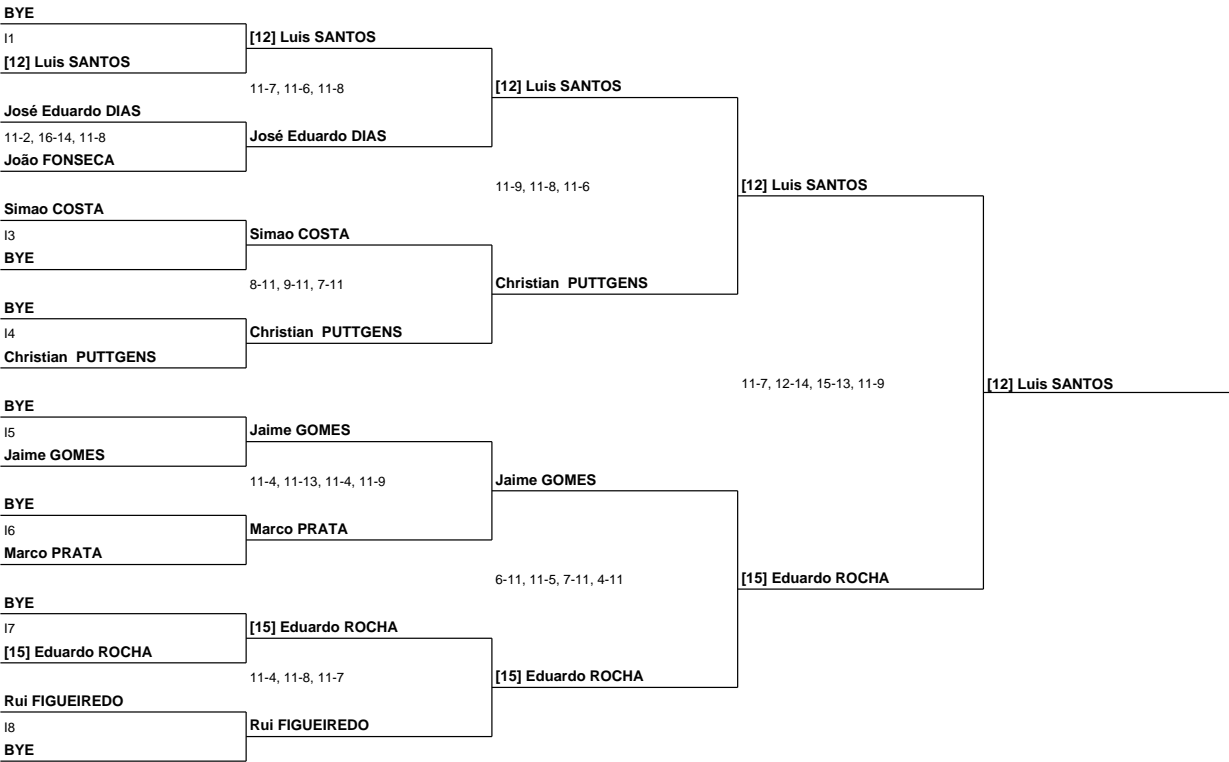 BYE
I1
[12] Luis SANTOS
[12] Luis SANTOS
11-7, 11-6, 11-8
[12] Luis SANTOS
José Eduardo DIAS
11-2, 16-14, 11-8
José Eduardo DIAS
João FONSECA
11-9, 11-8, 11-6
[12] Luis SANTOS
Simao COSTA
I3
Simao COSTA
BYE
8-11, 9-11, 7-11
Christian  PUTTGENS
BYE
I4
Christian  PUTTGENS
Christian  PUTTGENS
11-7, 12-14, 15-13, 11-9
[12] Luis SANTOS
BYE
I5
Jaime GOMES
Jaime GOMES
11-4, 11-13, 11-4, 11-9
Jaime GOMES
BYE
I6
Marco PRATA
Marco PRATA
6-11, 11-5, 7-11, 4-11
[15] Eduardo ROCHA
BYE
I7
[15] Eduardo ROCHA
[15] Eduardo ROCHA
11-4, 11-8, 11-7
[15] Eduardo ROCHA
Rui FIGUEIREDO
I8
Rui FIGUEIREDO
BYE